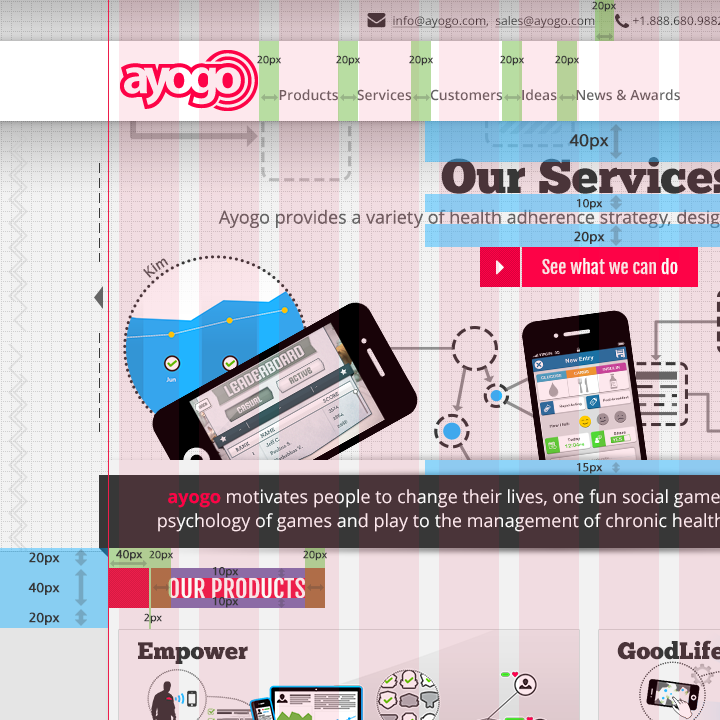 20px
info@ayogo.com, sales@ayogo.com +1.888.680.988
ayogo
20px 20px 20px 20px 20px
Products Services Customers Ideas News & Awards
40px
Our Services
10px
Ayogo provides a variety of health adherence strategy, desig
20px
See what we can do
Kim
Jun
LEADERBOARD
CASUAL ACTIVE
RANK NAME SCORE
New Entry
15px
ayogo motivates people to change their lives, one fun social game
psychology of games and play to the management of chronic health
20px 40px 20px 20px
10px
40px OUR PRODUCTS
10px
20px 2px
Empower GoodLife